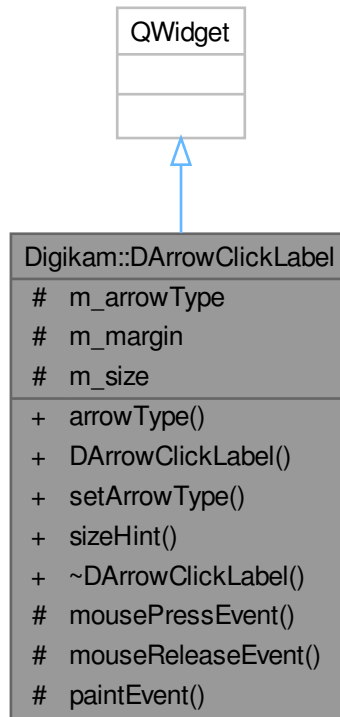 QWidget
Digikam::DArrowClickLabel
# m_arrowType
# m_margin
# m_size
+ arrowType()
+ DArrowClickLabel()
+ setArrowType()
+ sizeHint()
+ ~DArrowClickLabel()
# mousePressEvent()
# mouseReleaseEvent()
# paintEvent()